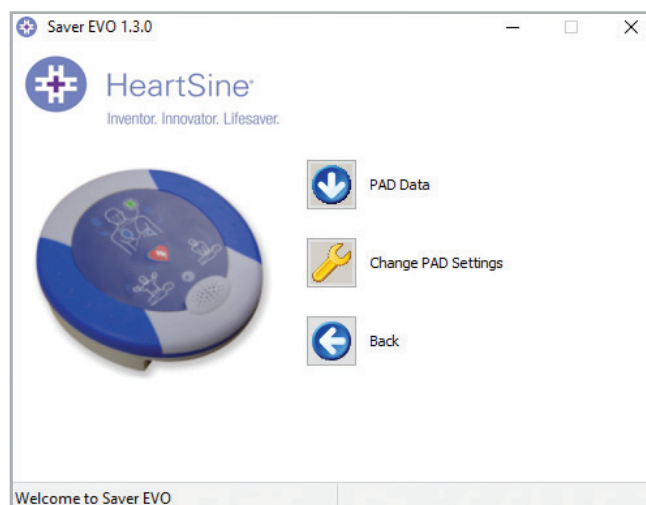 Saver EVO 1.3.0
HeartSine®
Inventor. Innovator. Lifesaver.
PAD Data
Change PAD Settings
Back
Welcome to Saver EVO